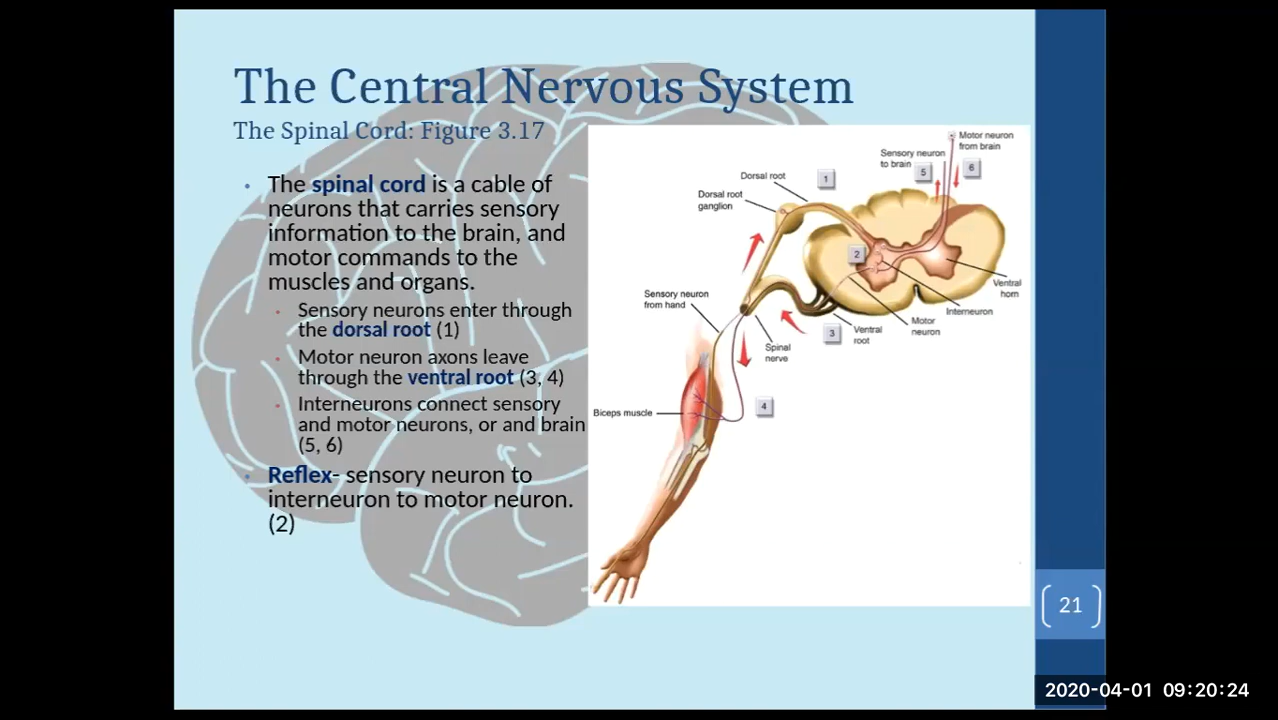 The Central Nervous System
The Spinal Cord: Figure 3.17
• The spinal cord is a cable of
neurons that carries sensory
information to the brain, and
motor commands to the
muscles and organs.
• Sensory neurons enter through
the dorsal root (1)
• Motor neuron axons leave
through the ventral root (3, 4)
• Interneurons connect sensory
and motor neurons, or and brain
(5, 6)
• Reflex- sensory neuron to
interneuron to motor neuron.
(2)
Motor neuron
from brain
Sensory neuron
to brain
5
6
Dorsal root
1
Dorsal root
ganglion
2
Ventral
horn
Sensory neuron
from hand
Interneuron
Motor
neuron
3
Ventral
root
Spinal
nerve
Biceps muscle
4
21
2020-04-01 09:20:24